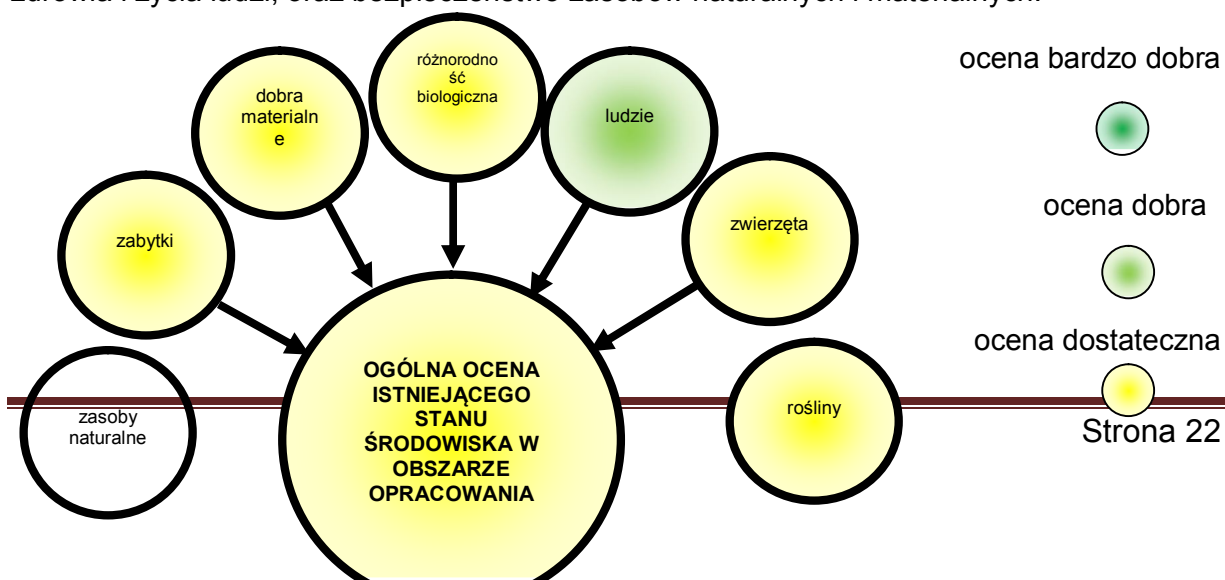 zdrowia i życia ludzi, oraz bezpieczeństwo zasobów naturalnych i materialnych.
różnorodno
ść
biologiczna
dobra
materialn
e
ludzie
zabytki
zwierzęta
zasoby
naturalne
rośliny
OGÓLNA OCENA
ISTNIEJĄCEGO
STANU
ŚRODOWISKA W
OBSZARZE
OPRACOWANIA
ocena bardzo dobra
ocena dobra
ocena dostateczna
Strona 22